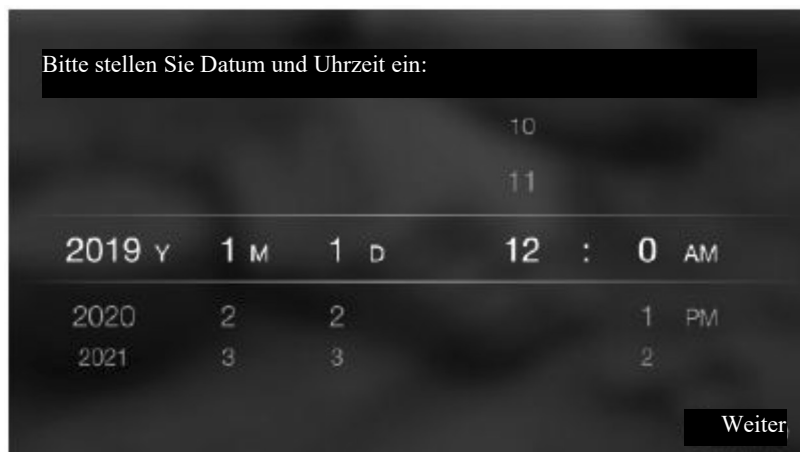 Bitte stellen Sie Datum und Uhrzeit ein:
10
11
2019 Y 1 M 1 D 12 : 0 AM
2020 2 2 1 PM
2021 3 3 2
Weiter